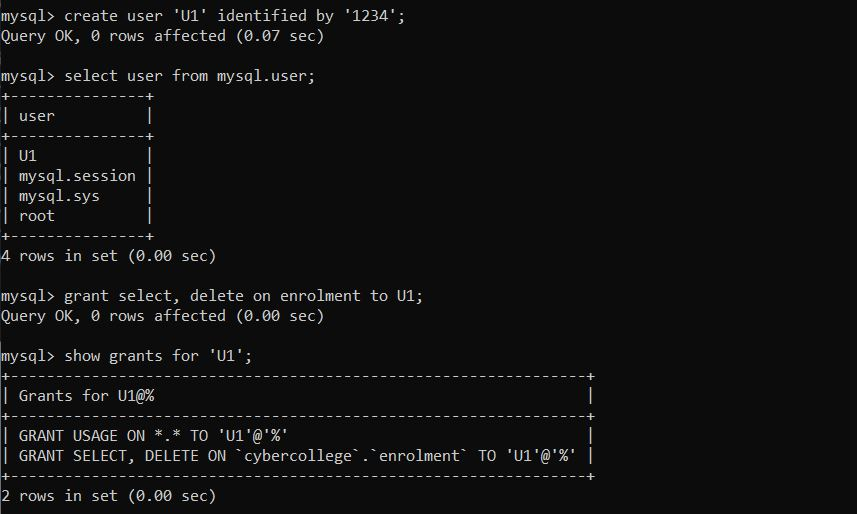 mysql> create user 'U1' identified by '1234';
Query OK, 0 rows affected (0.07 sec)
mysql> select user from mysql.user;
+---------------+
| user          |
+---------------+
| U1            |
| mysql.session |
| mysql.sys     |
| root          |
+---------------+
4 rows in set (0.00 sec)
mysql> grant select, delete on enrolment to U1;
Query OK, 0 rows affected (0.00 sec)
mysql> show grants for 'U1';
+---------------------------------------------------------------+
| Grants for U1@%                                               |
+---------------------------------------------------------------+
| GRANT USAGE ON *.* TO 'U1'@'%'                                |
| GRANT SELECT, DELETE ON `cybercollege`.`enrolment` TO 'U1'@'%' |
+---------------------------------------------------------------+
2 rows in set (0.00 sec)